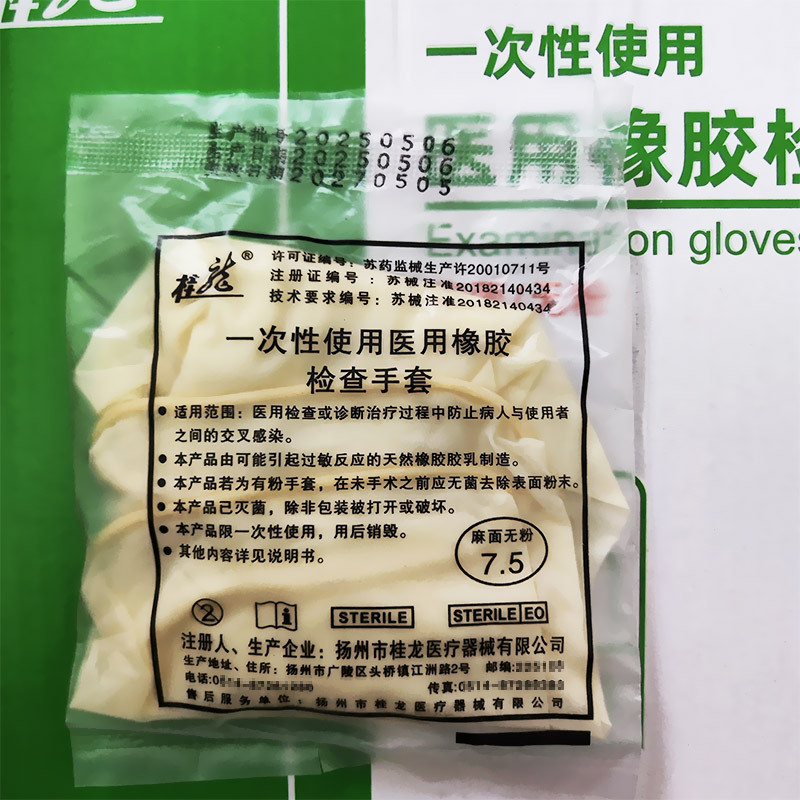 一次性使用
医用橡胶检
Examination gloves
生产批号20250506
生产日期20250506
失效日期20270505
桂龙®
许可证编号：苏药监械生产许20010711号
注册证编号：苏械注准20182140434
技术要求编号：苏械注准20182140434
一次性使用医用橡胶
检查手套
● 适用范围：医用检查或诊断治疗过程中防止病人与使用者
之间的交叉感染。
● 本产品由可能引起过敏反应的天然橡胶胶乳制造。
● 本产品若为有粉手套，在未手术之前应无菌去除表面粉末。
● 本产品已灭菌，除非包装被打开或破坏。
● 本产品限一次性使用，用后销毁。
● 其他内容详见说明书。
麻面无粉
7.5
2
i
STERILE
STERILE EO
注册人、生产企业：扬州市桂龙医疗器械有限公司
生产地址、住所：扬州市广陵区头桥镇江洲路2号 邮编:
电话: 传真:
售后服务单位：扬州市桂龙医疗器械有限公司